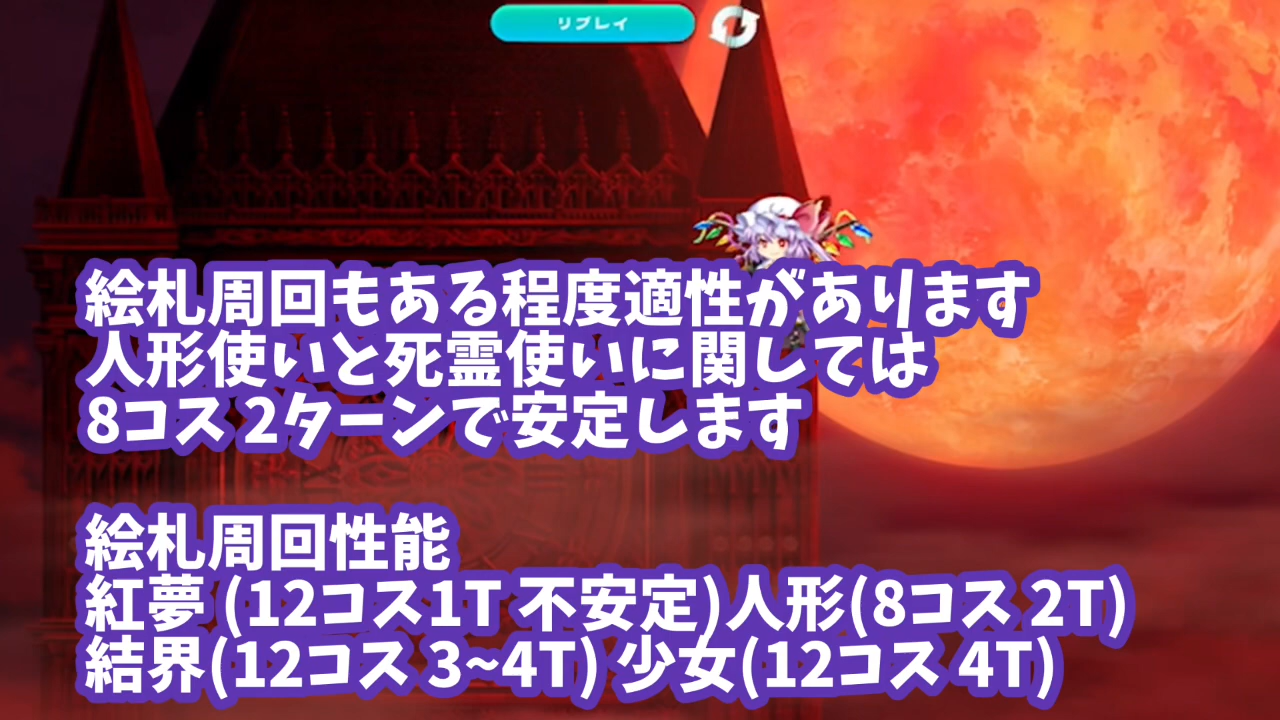 リプレイ
絵札周回もある程度適性があります
人形使いと死霊使いに関しては
8コス 2ターンで安定します
絵札周回性能
紅夢 (12コス1T 不安定)人形(8コス 2T)
結界(12コス 3~4T) 少女(12コス 4T)